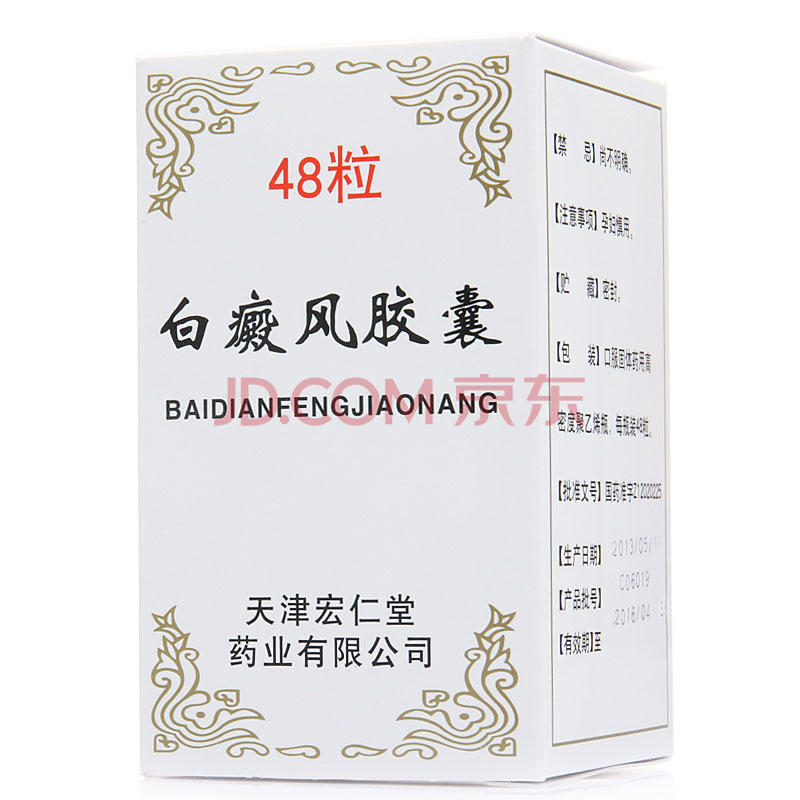 48粒
白癜风胶囊
JD.COM 京东
BAIDIANFENGJIAONANG
天津宏仁堂
药业有限公司
【禁 忌】尚不明确。
【注意事项】孕妇慎用。
【贮 藏】密封。
【包 装】口服固体药用高
密度聚乙烯瓶，每瓶装48粒。
【批准文号】国药准字Z12020225
【生产日期】 2013/05/1
【产品批号】 C06019
【有效期】至 2016/04